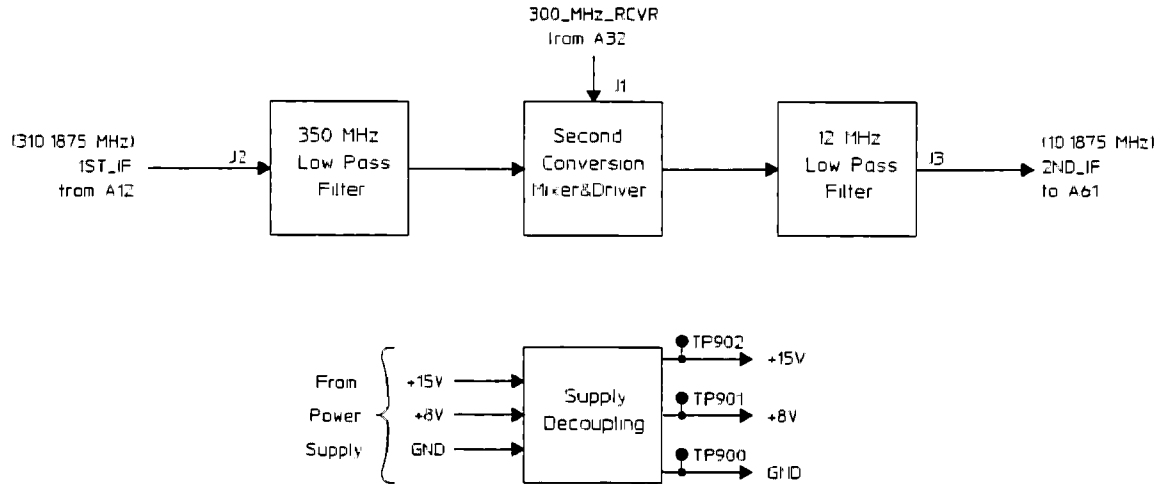 300_MHz_RCVR
from A32
J1
(310.1875 MHz)
1ST_IF
from A12
J2
350 MHz
Low Pass
Filter
Second
Conversion
Mixer&Driver
12 MHz
Low Pass
Filter
J3
(10.1875 MHz)
2ND_IF
to A61
From
Power
Supply
+15V
+8V
GND
Supply
Decoupling
TP902
+15V
TP901
+8V
TP900
GND